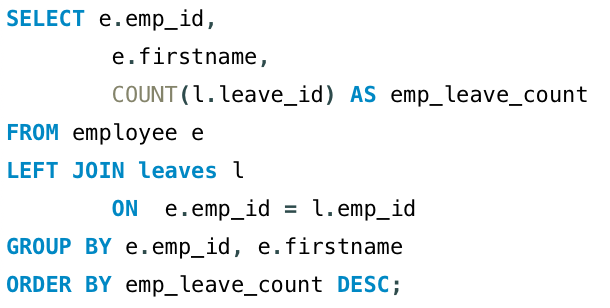 SELECT e.emp_id,
        e.firstname,
        COUNT(l.leave_id) AS emp_leave_count
FROM employee e
LEFT JOIN leaves l
        ON  e.emp_id = l.emp_id
GROUP BY e.emp_id, e.firstname
ORDER BY emp_leave_count DESC;